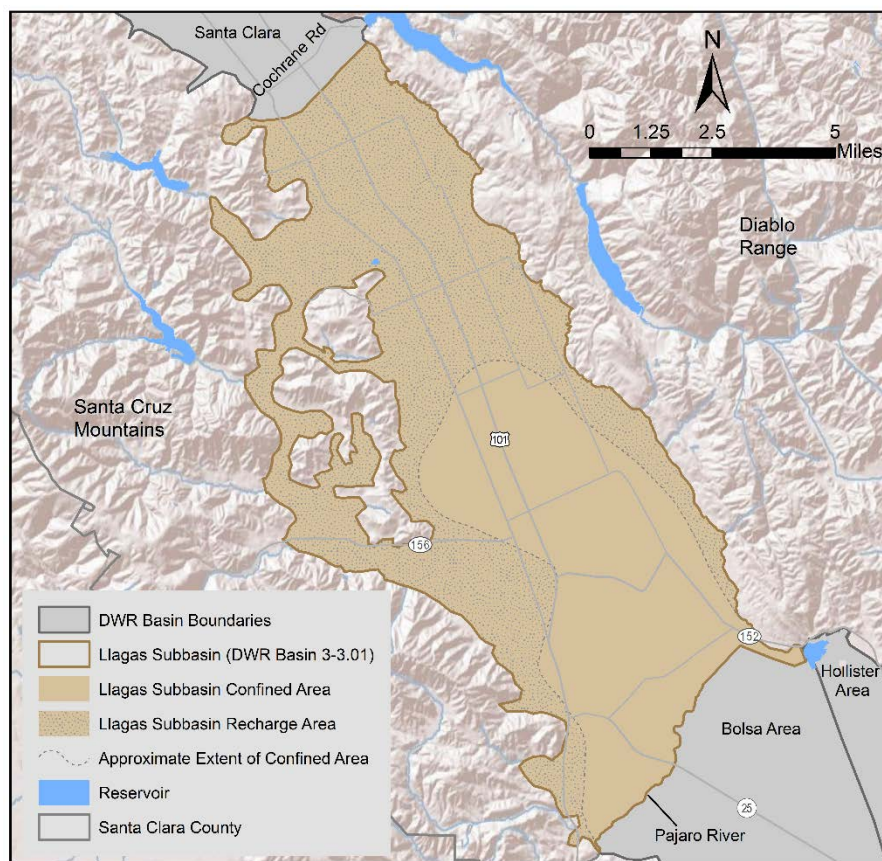 Santa Clara
Cochrane Rd
N
0 1.25 2.5 5
Miles
Diablo
Range
Santa Cruz
Mountains
101
156
152
Hollister
Area
Bolsa Area
25
Pajaro River
DWR Basin Boundaries
Llagas Subbasin (DWR Basin 3-3.01)
Llagas Subbasin Confined Area
Llagas Subbasin Recharge Area
Approximate Extent of Confined Area
Reservoir
Santa Clara County